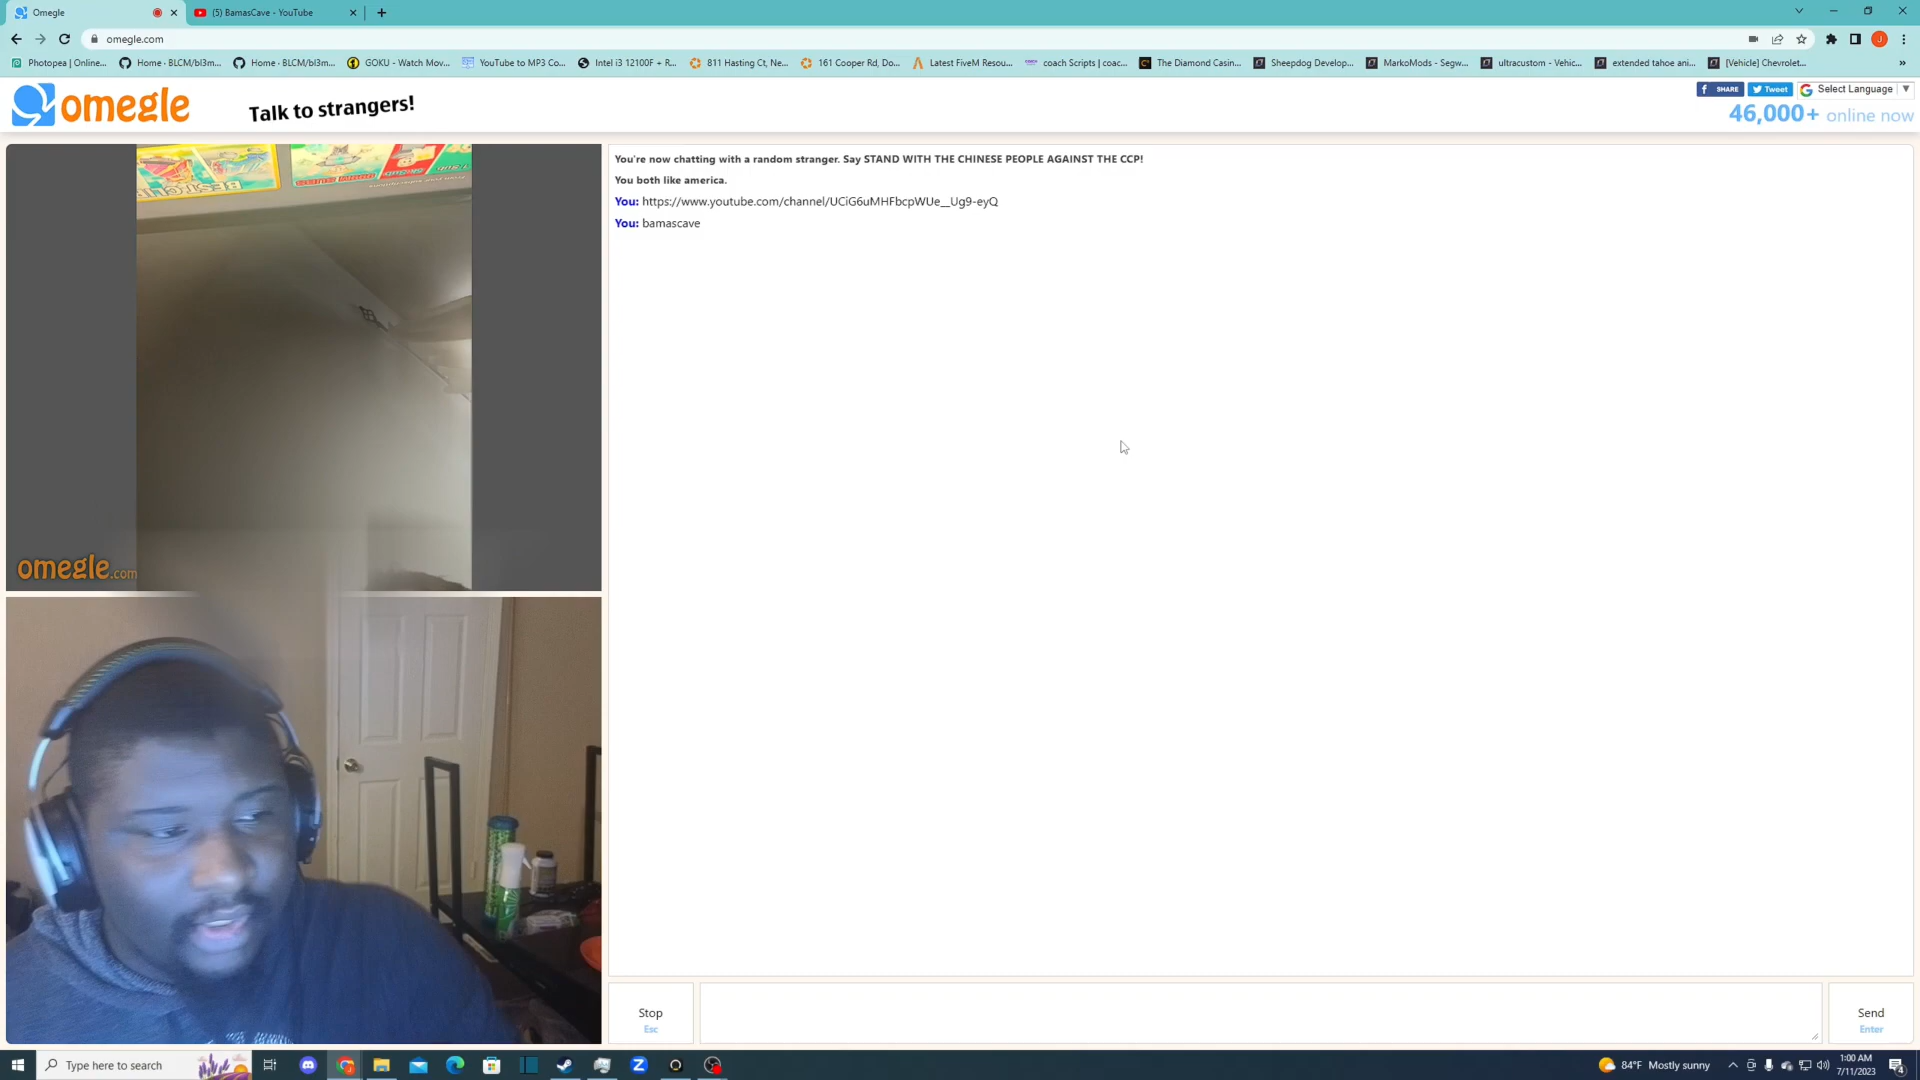 Omegle
(5) BamasCave - YouTube
omegle.com
Photopea | Online...
Home · BLCM/bl3m...
Home · BLCM/bl3m...
GOKU - Watch Mov...
YouTube to MP3 Co...
Intel i3 12100F + R...
811 Hasting Ct, Ne...
161 Cooper Rd, Do...
Latest FiveM Resou...
coach Scripts | coac...
The Diamond Casin...
Sheepdog Develop...
MarkoMods - Segw...
ultracustom - Vehic...
extended tahoe ani...
[Vehicle] Chevrolet...
omegle
Talk to strangers!
SHARE
Tweet
Select Language
46,000+ online now
You're now chatting with a random stranger. Say STAND WITH THE CHINESE PEOPLE AGAINST THE CCP!
You both like america.
You: https://www.youtube.com/channel/UCiG6uMHFbcpWUe__Ug9-eyQ
You: bamascave
omegle.com
Stop
Esc
Send
Enter
Type here to search
84°F Mostly sunny
1:00 AM
7/11/2023
4